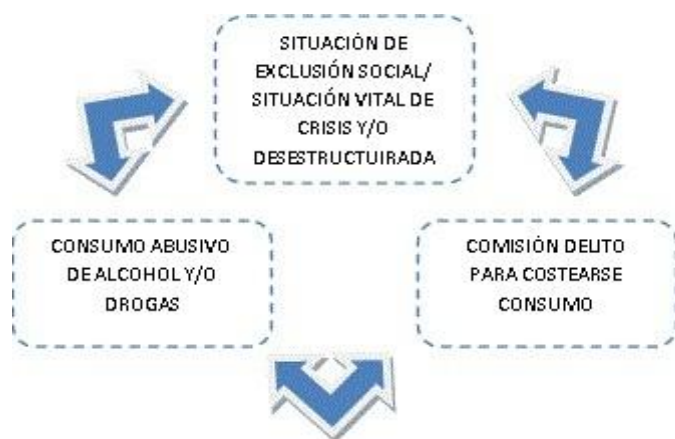 SITUACIÓN DE
EXCLUSIÓN SOCIAL/
SITUACIÓN VITAL DE
CRISIS Y/O
DESESTRUCTUIRADA
CONSUMO ABUSIVO
DE ALCOHOL Y/O
DROGAS
COMISIÓN DELITO
PARA COSTEARSE
CONSUMO